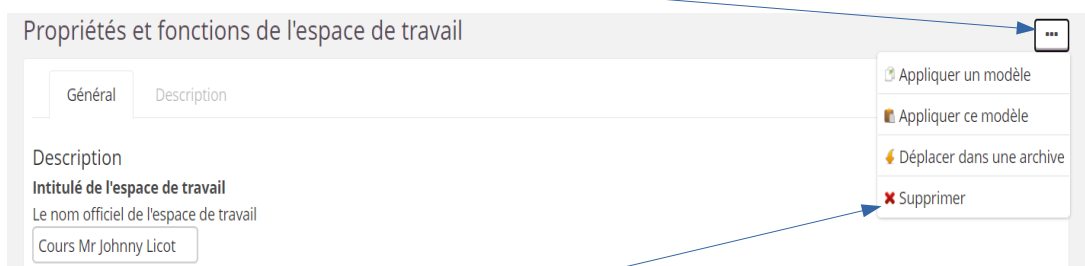 Propriétés et fonctions de l'espace de travail
...
Appliquer un modèle
Général Description
Appliquer ce modèle
Description
Déplacer dans une archive
Intitulé de l'espace de travail
Supprimer
Le nom officiel de l'espace de travail
Cours Mr Johnny Licot